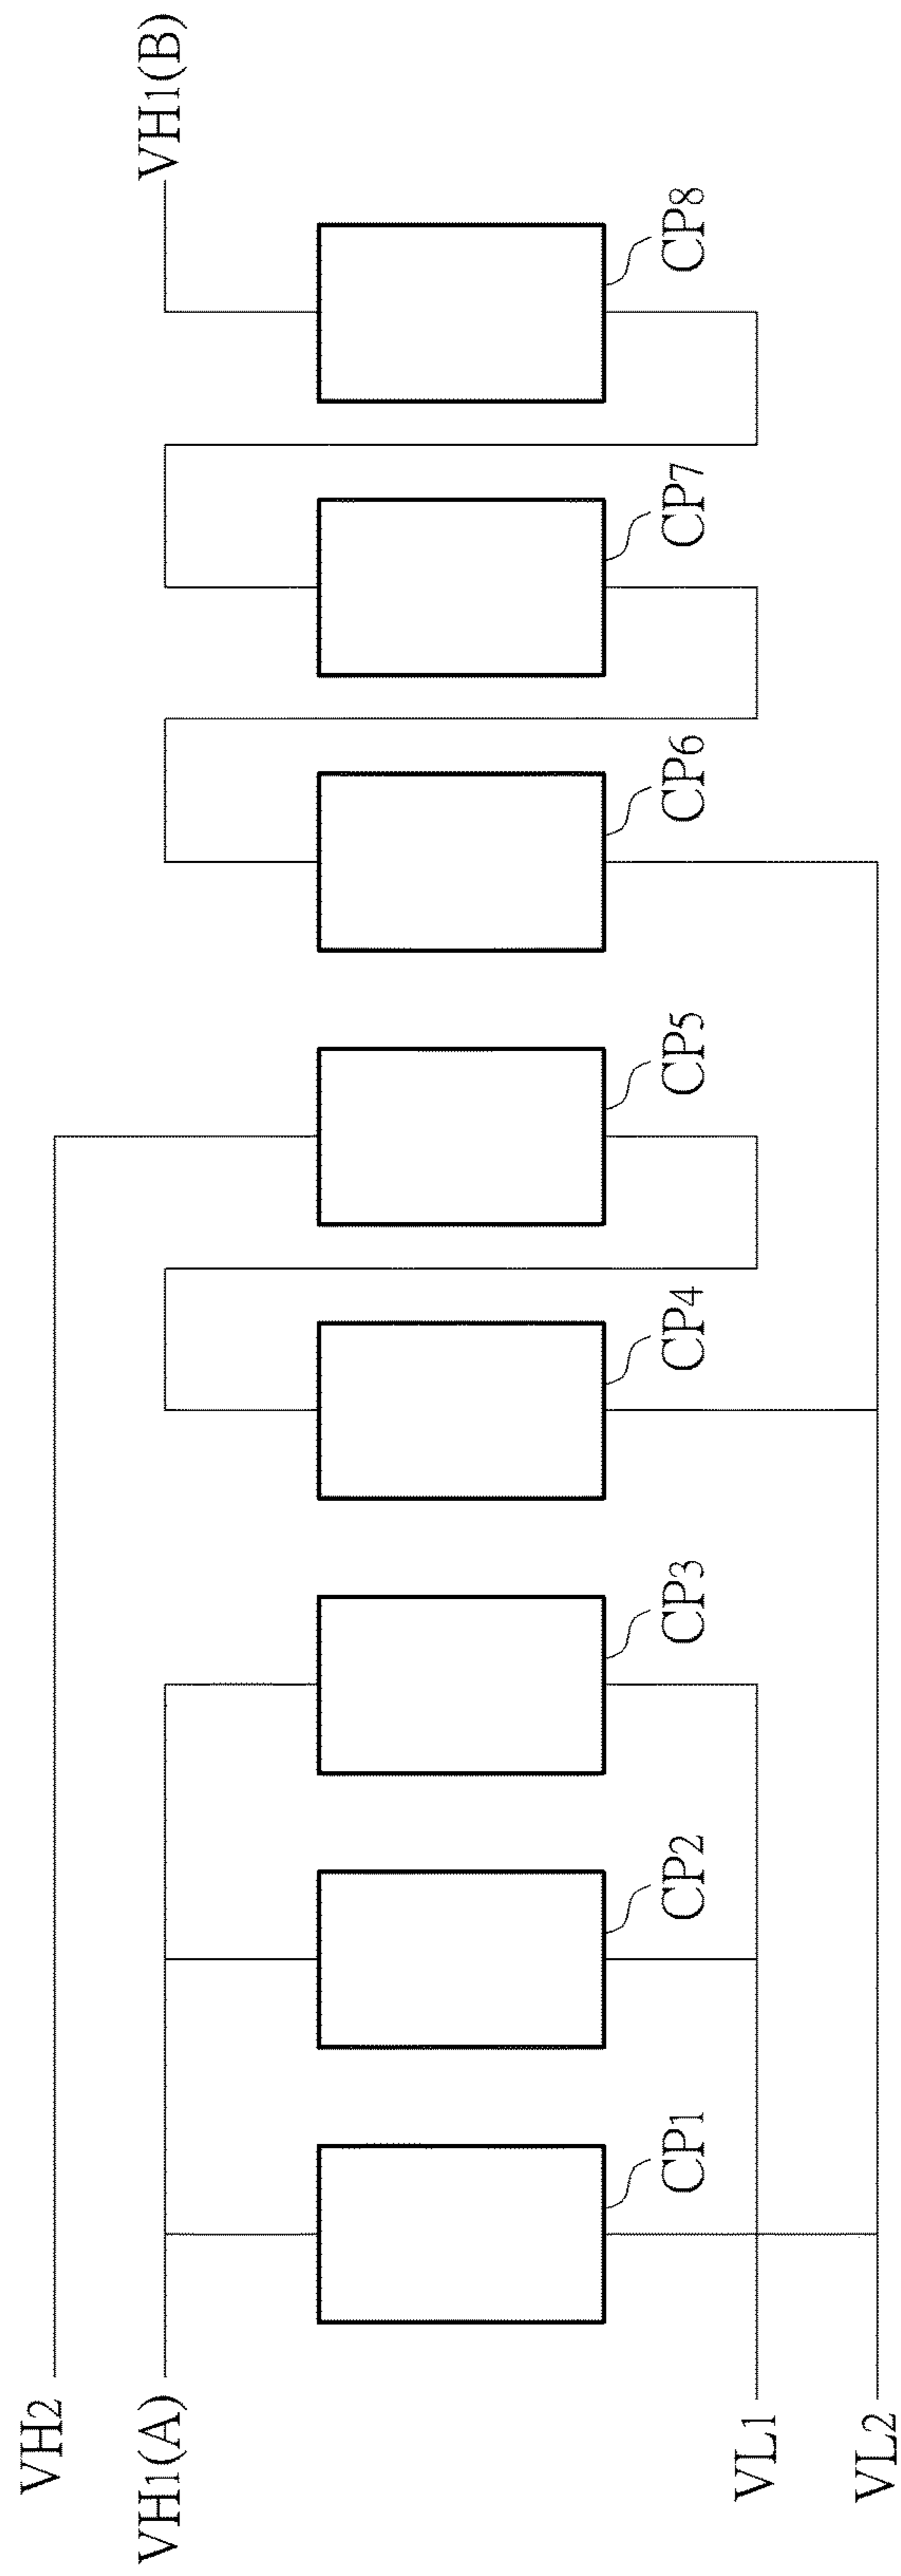 VH2
VH1(A)
VH1(B)
CP1
CP2
CP3
CP4
CP5
CP6
CP7
CP8
VL1
VL2